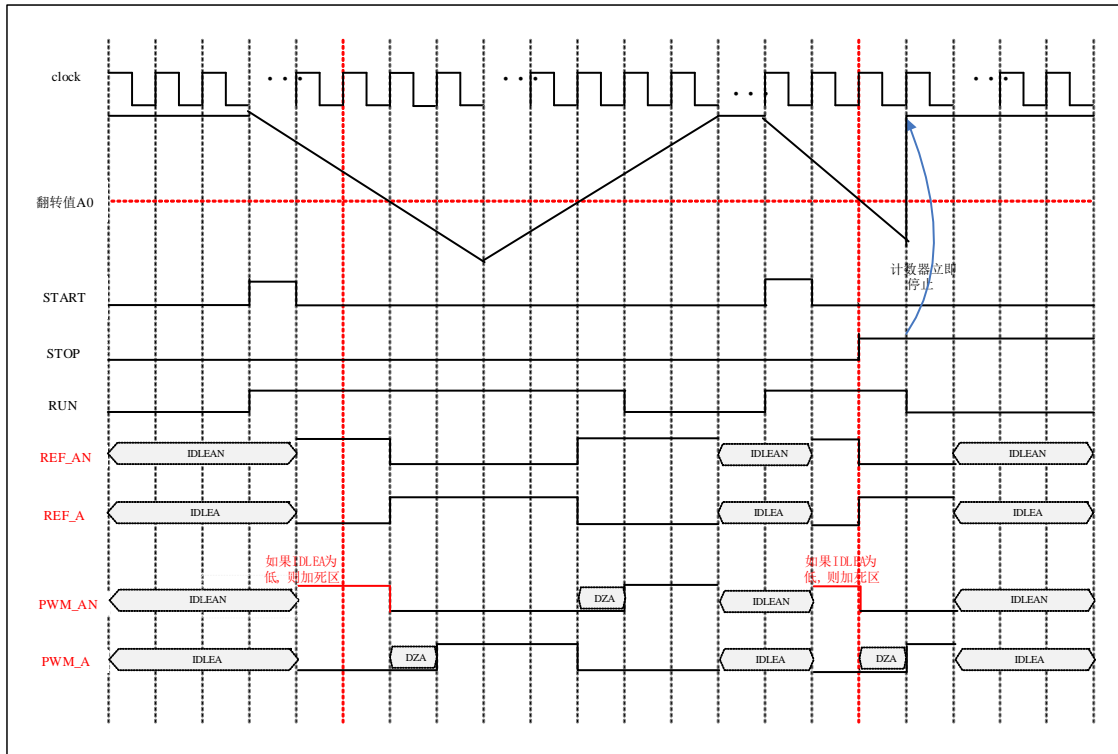 clock
• • •
• • •
• • •
• • •
翻转值A0
计数器立即
停止
START
STOP
RUN
REF_AN
IDLEAN
IDLEAN
IDLEAN
REF_A
IDLEA
IDLEA
IDLEA
如果IDLEA为
低,则加死区
如果IDLEA为
低,则加死区
PWM_AN
IDLEAN
DZA
IDLEAN
IDLEAN
PWM_A
IDLEA
DZA
IDLEA
DZA
IDLEA